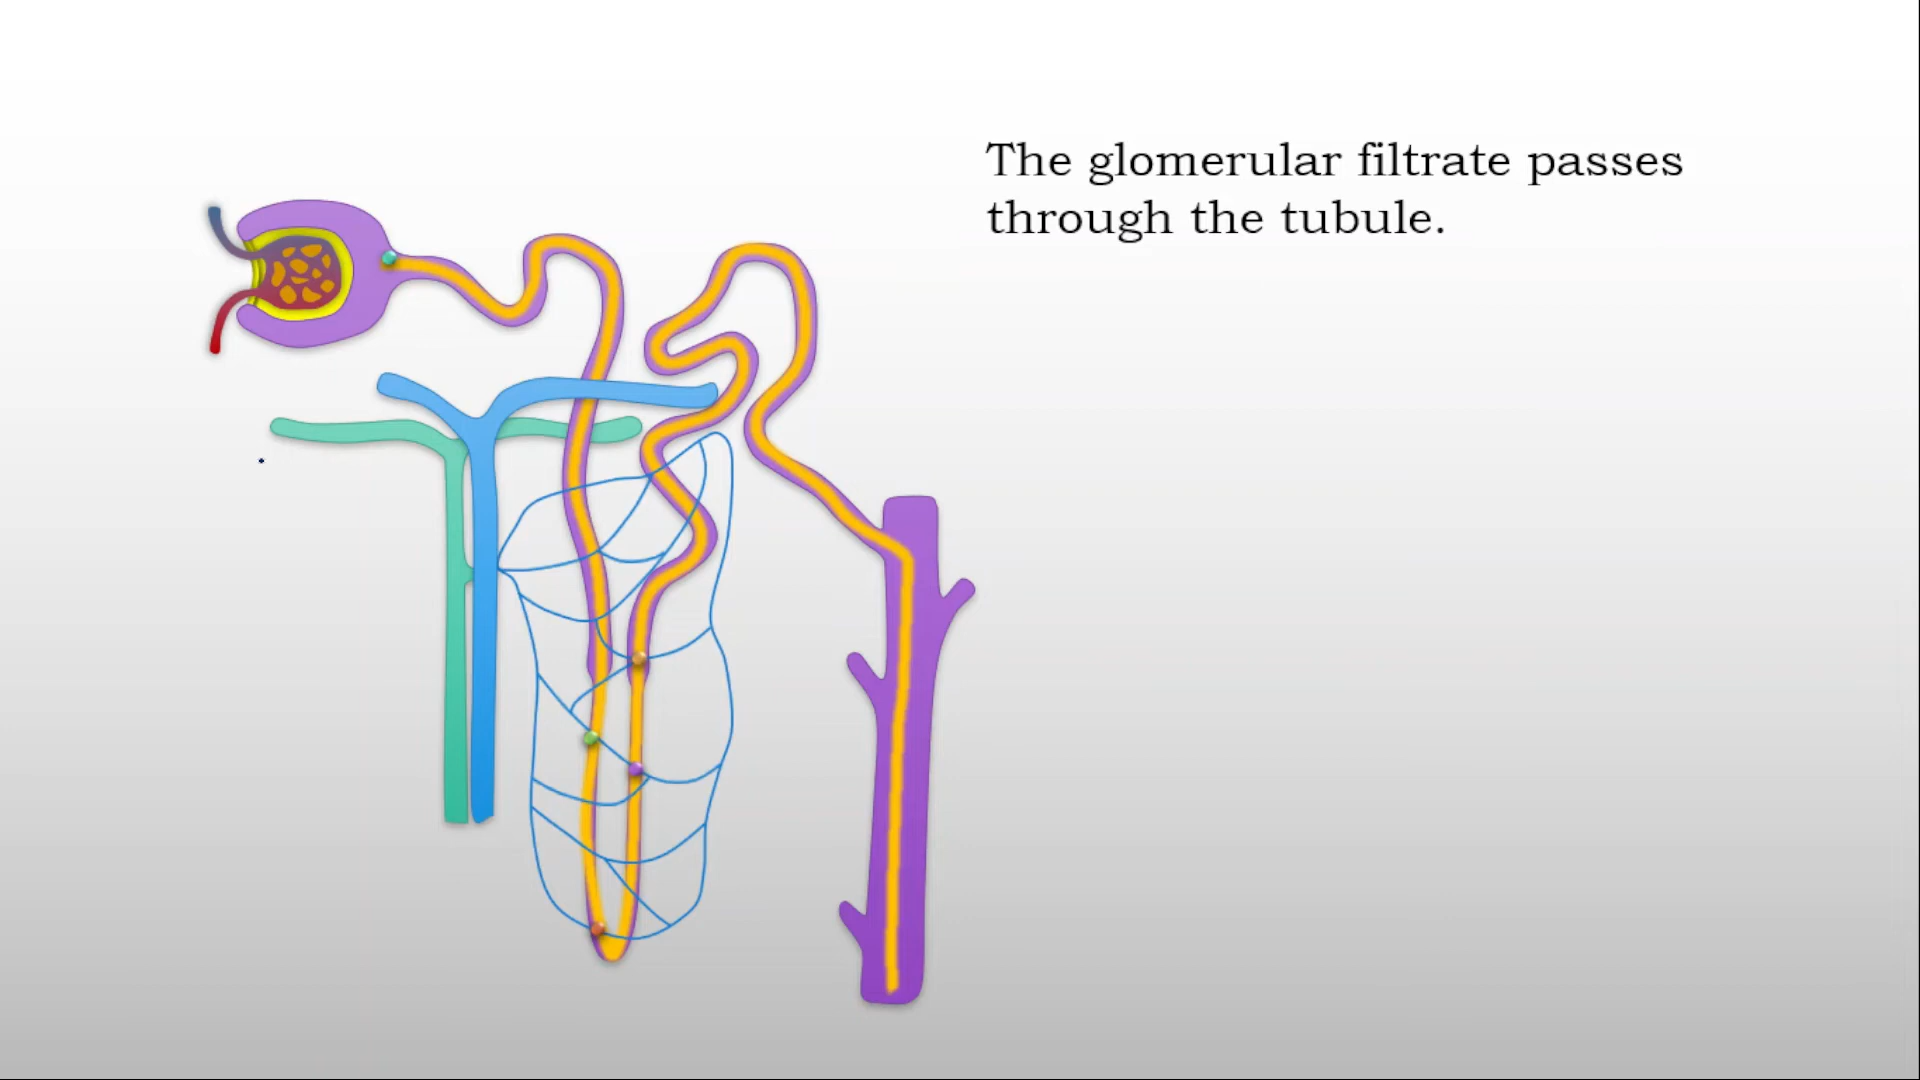 The glomerular filtrate passes
through the tubule.